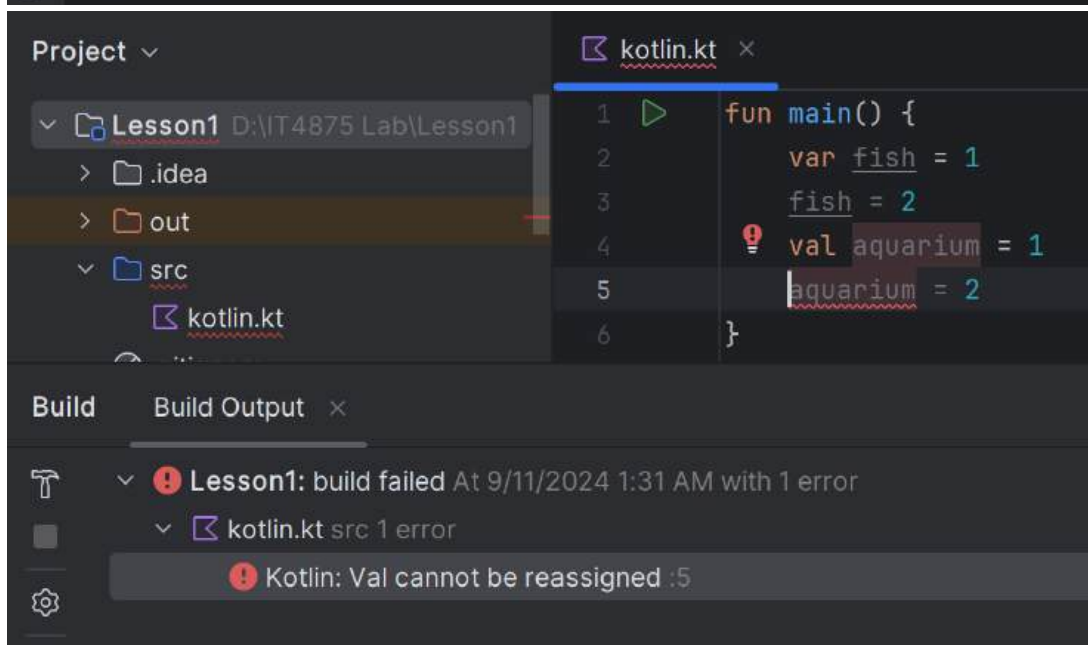 Project
Lesson1 D:\IT4875 Lab\Lesson1
.idea
out
src
kotlin.kt
kotlin.kt
1 fun main() {
2 var fish = 1
3 fish = 2
4 val aquarium = 1
5 aquarium = 2
6 }
Build Build Output
Lesson1: build failed At 9/11/2024 1:31 AM with 1 error
kotlin.kt src 1 error
Kotlin: Val cannot be reassigned :5